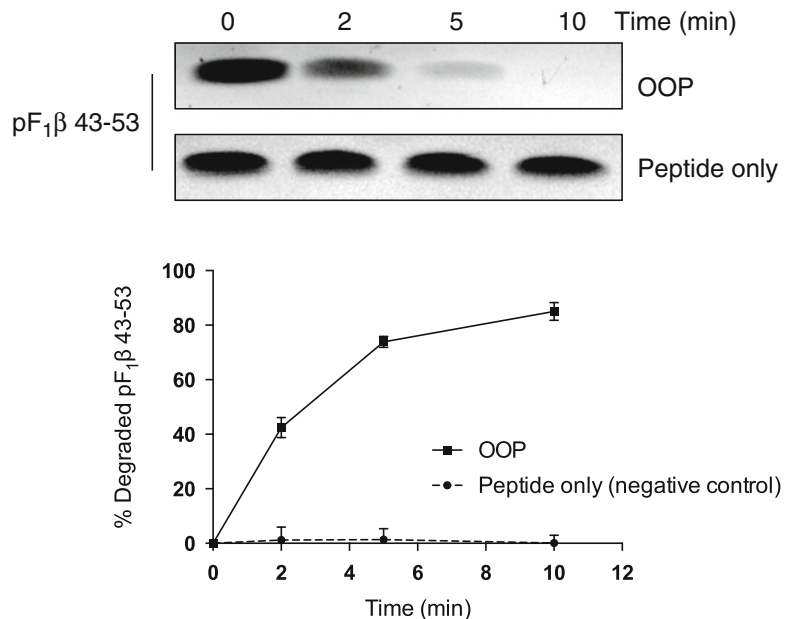 0 2 5 10 Time (min)
pF₁β 43-53
OOP
Peptide only
% Degraded pF₁β 43-53
100
80
60
40
20
0
OOP
Peptide only (negative control)
0 2 4 6 8 10 12
Time (min)